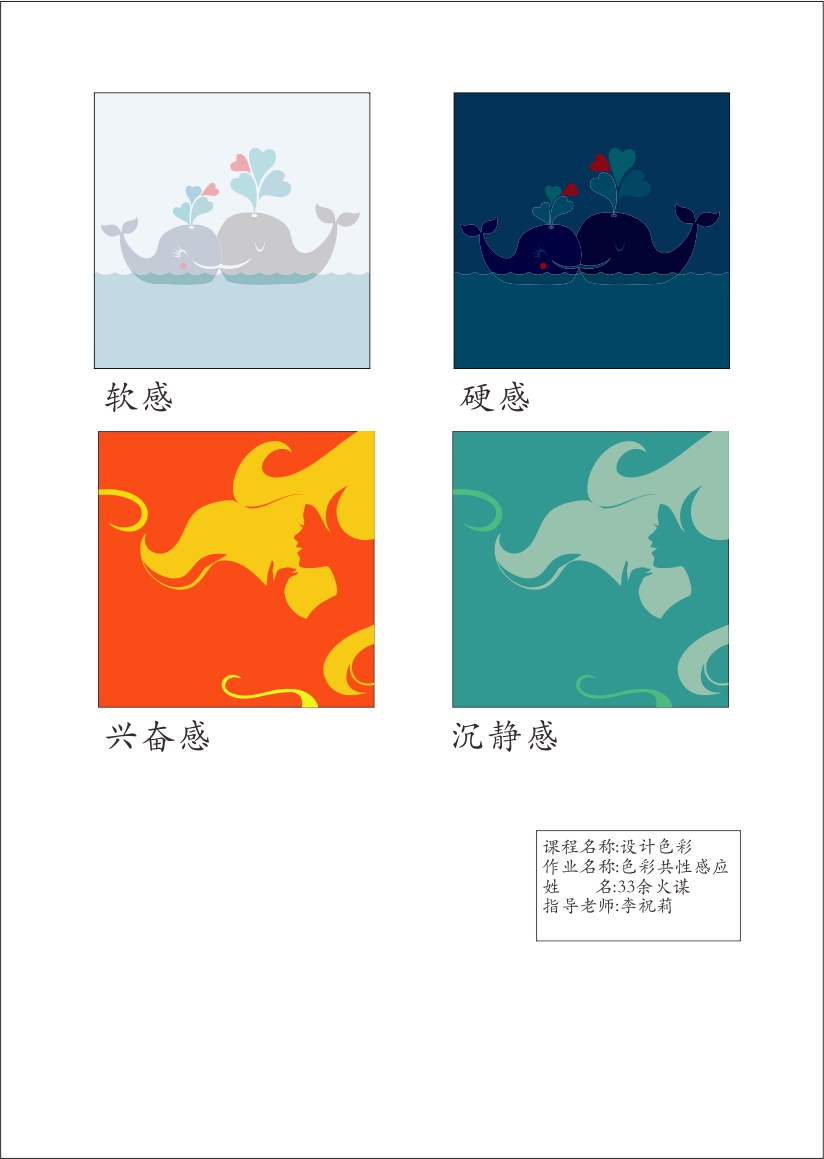 软感
硬感
兴奋感
沉静感
课程名称:设计色彩
作业名称:色彩共性感应
姓 名:33余火谋
指导老师:李祝莉